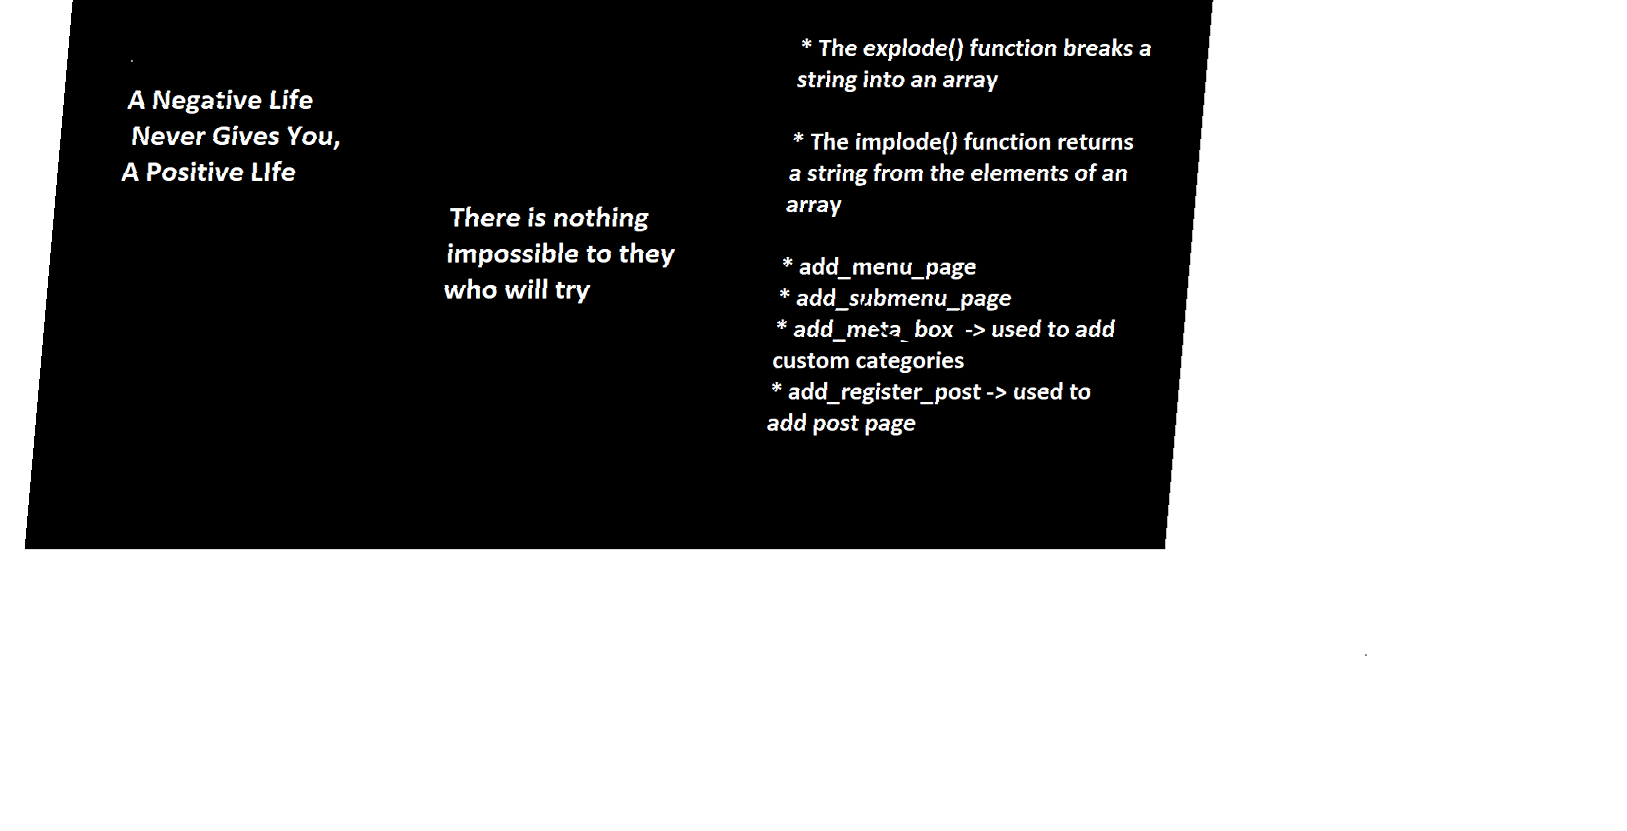 A Negative Life
Never Gives You,
A Positive LIfe
There is nothing
impossible to they
who will try
* The explode() function breaks a
string into an array
* The implode() function returns
a string from the elements of an
array
* add_menu_page
* add_submenu_page
* add_meta_box -> used to add
custom categories
* add_register_post -> used to
add post page